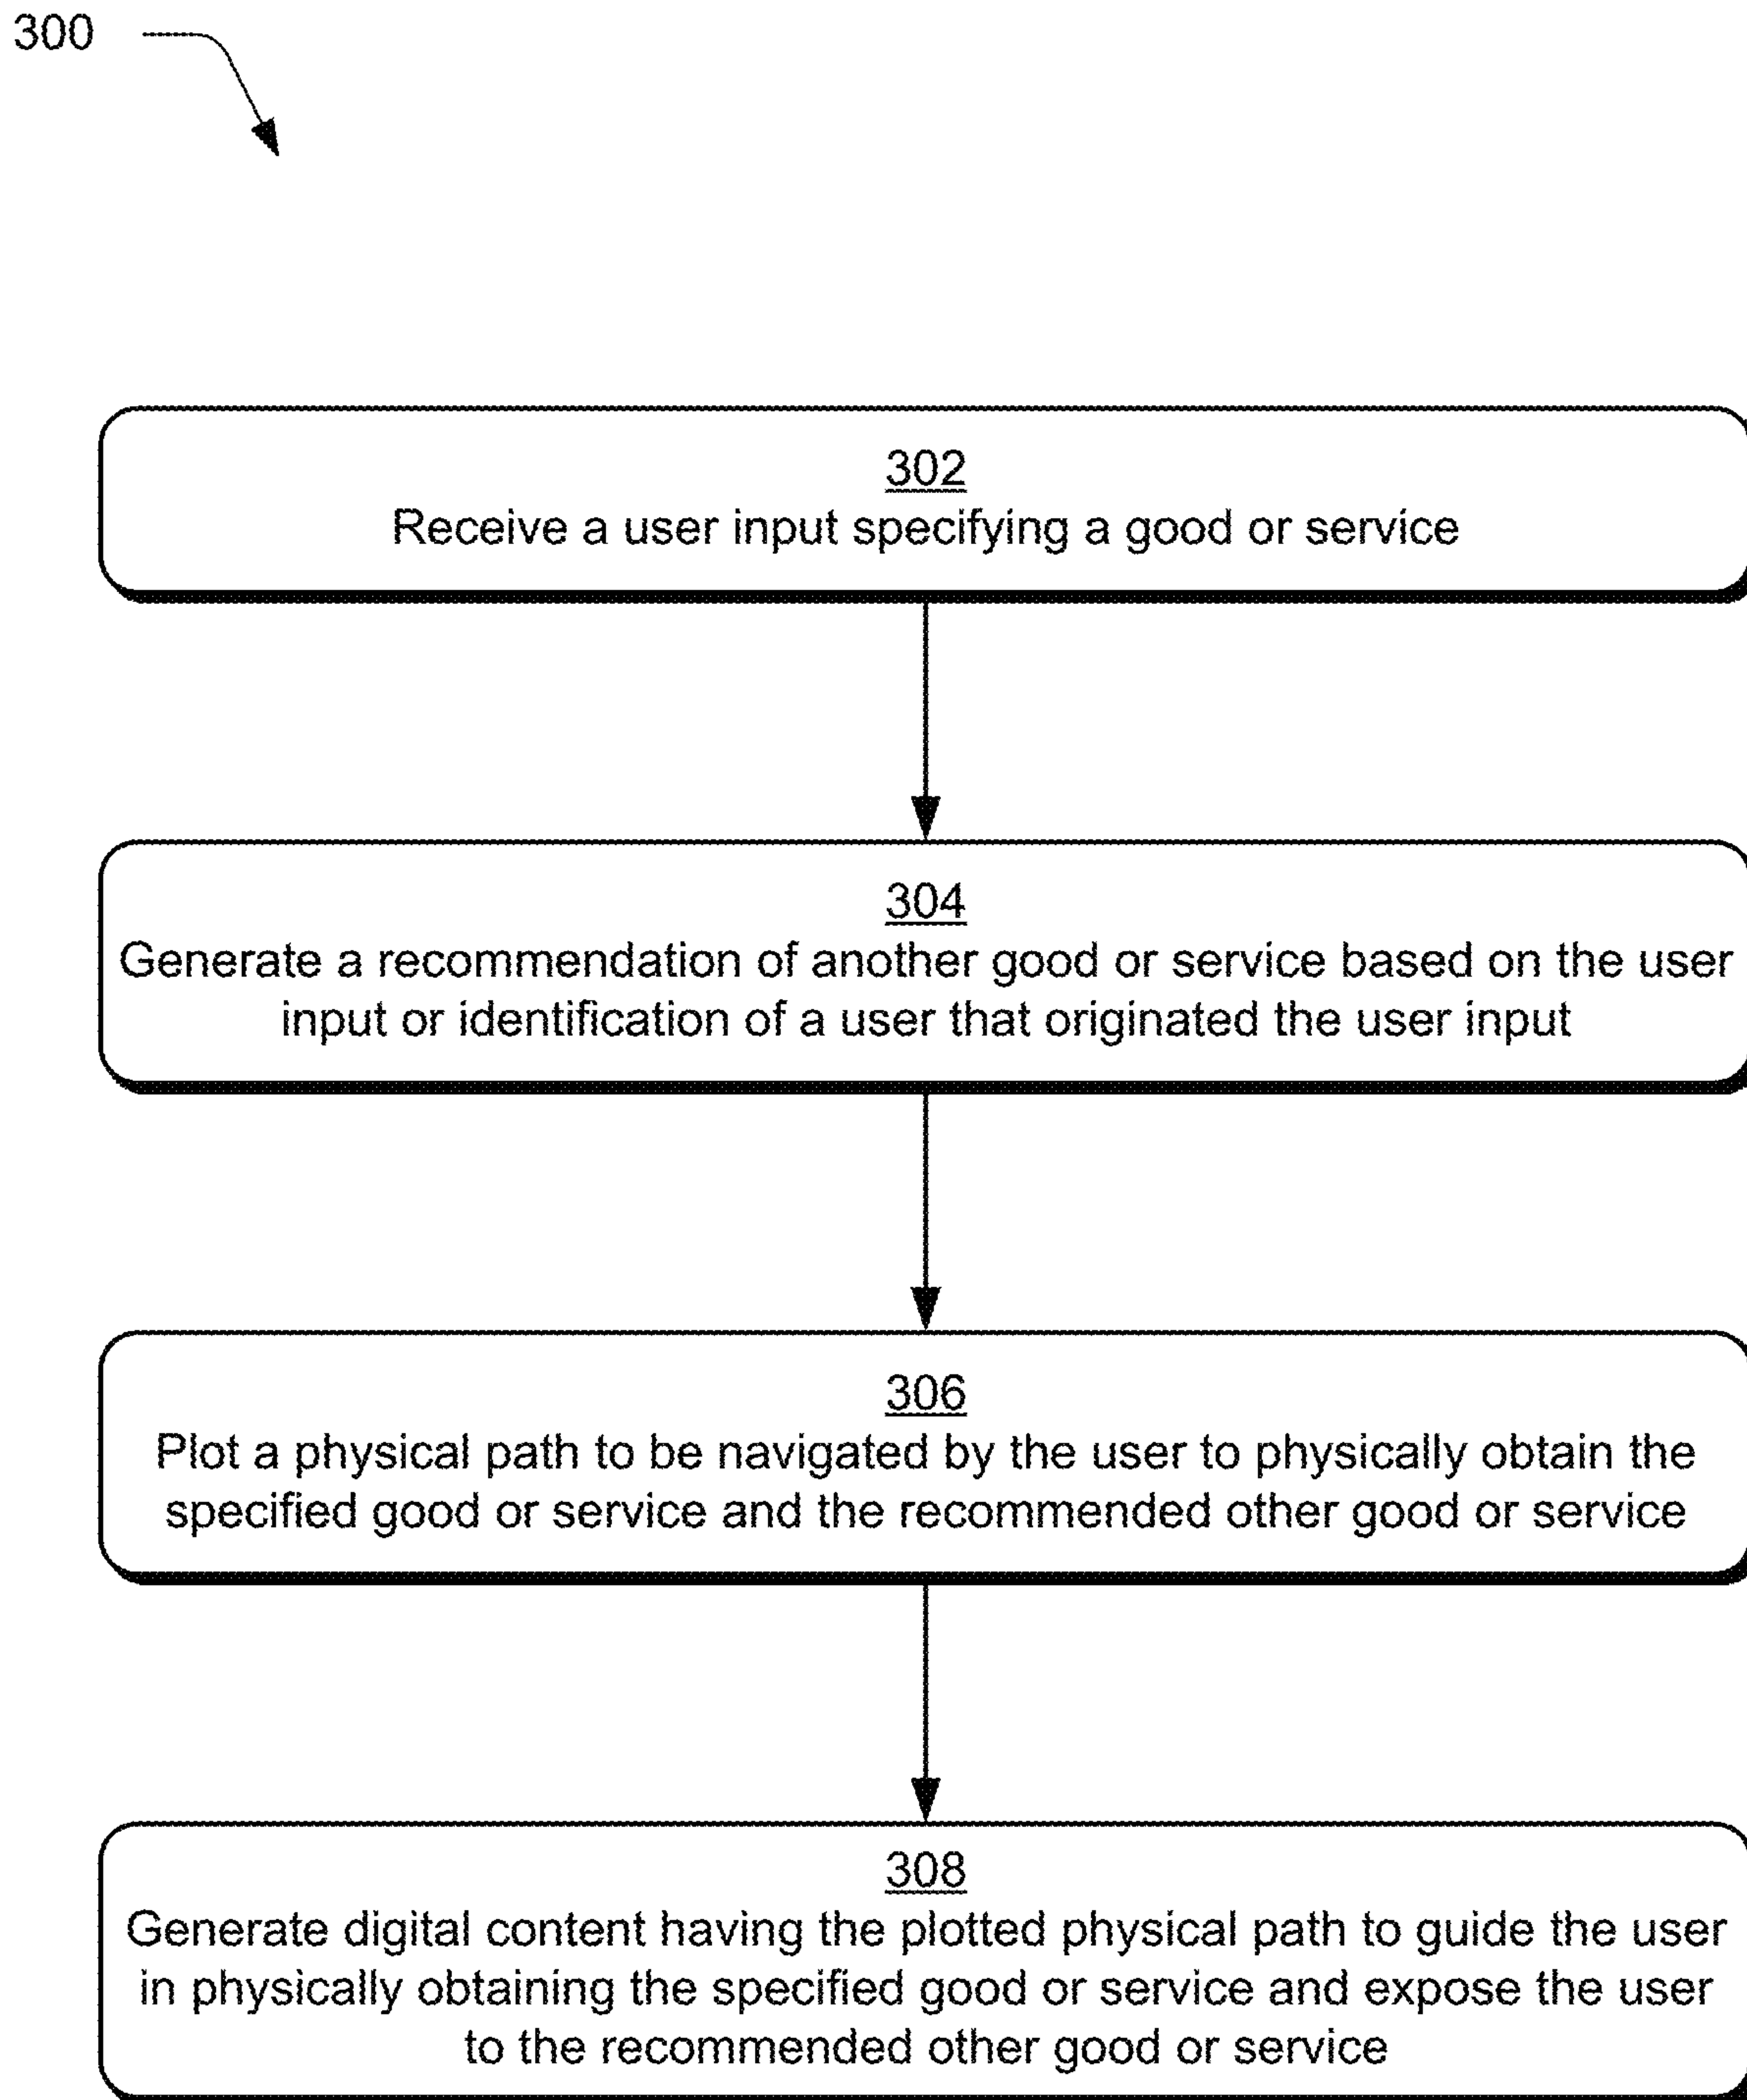 300
302
Receive a user input specifying a good or service
304
Generate a recommendation of another good or service based on the user
input or identification of a user that originated the user input
306
Plot a physical path to be navigated by the user to physically obtain the
specified good or service and the recommended other good or service
308
Generate digital content having the plotted physical path to guide the user
in physically obtaining the specified good or service and expose the user
to the recommended other good or service